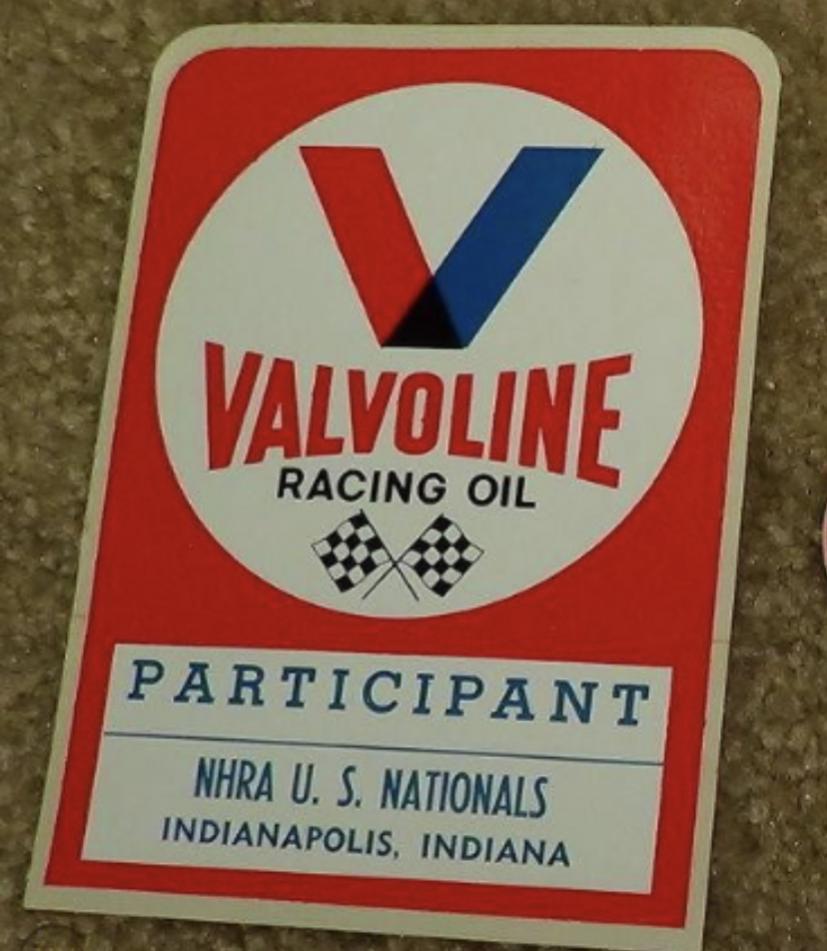 VALVOLINE
RACING OIL
PARTICIPANT
NHRA U. S. NATIONALS
INDIANAPOLIS, INDIANA